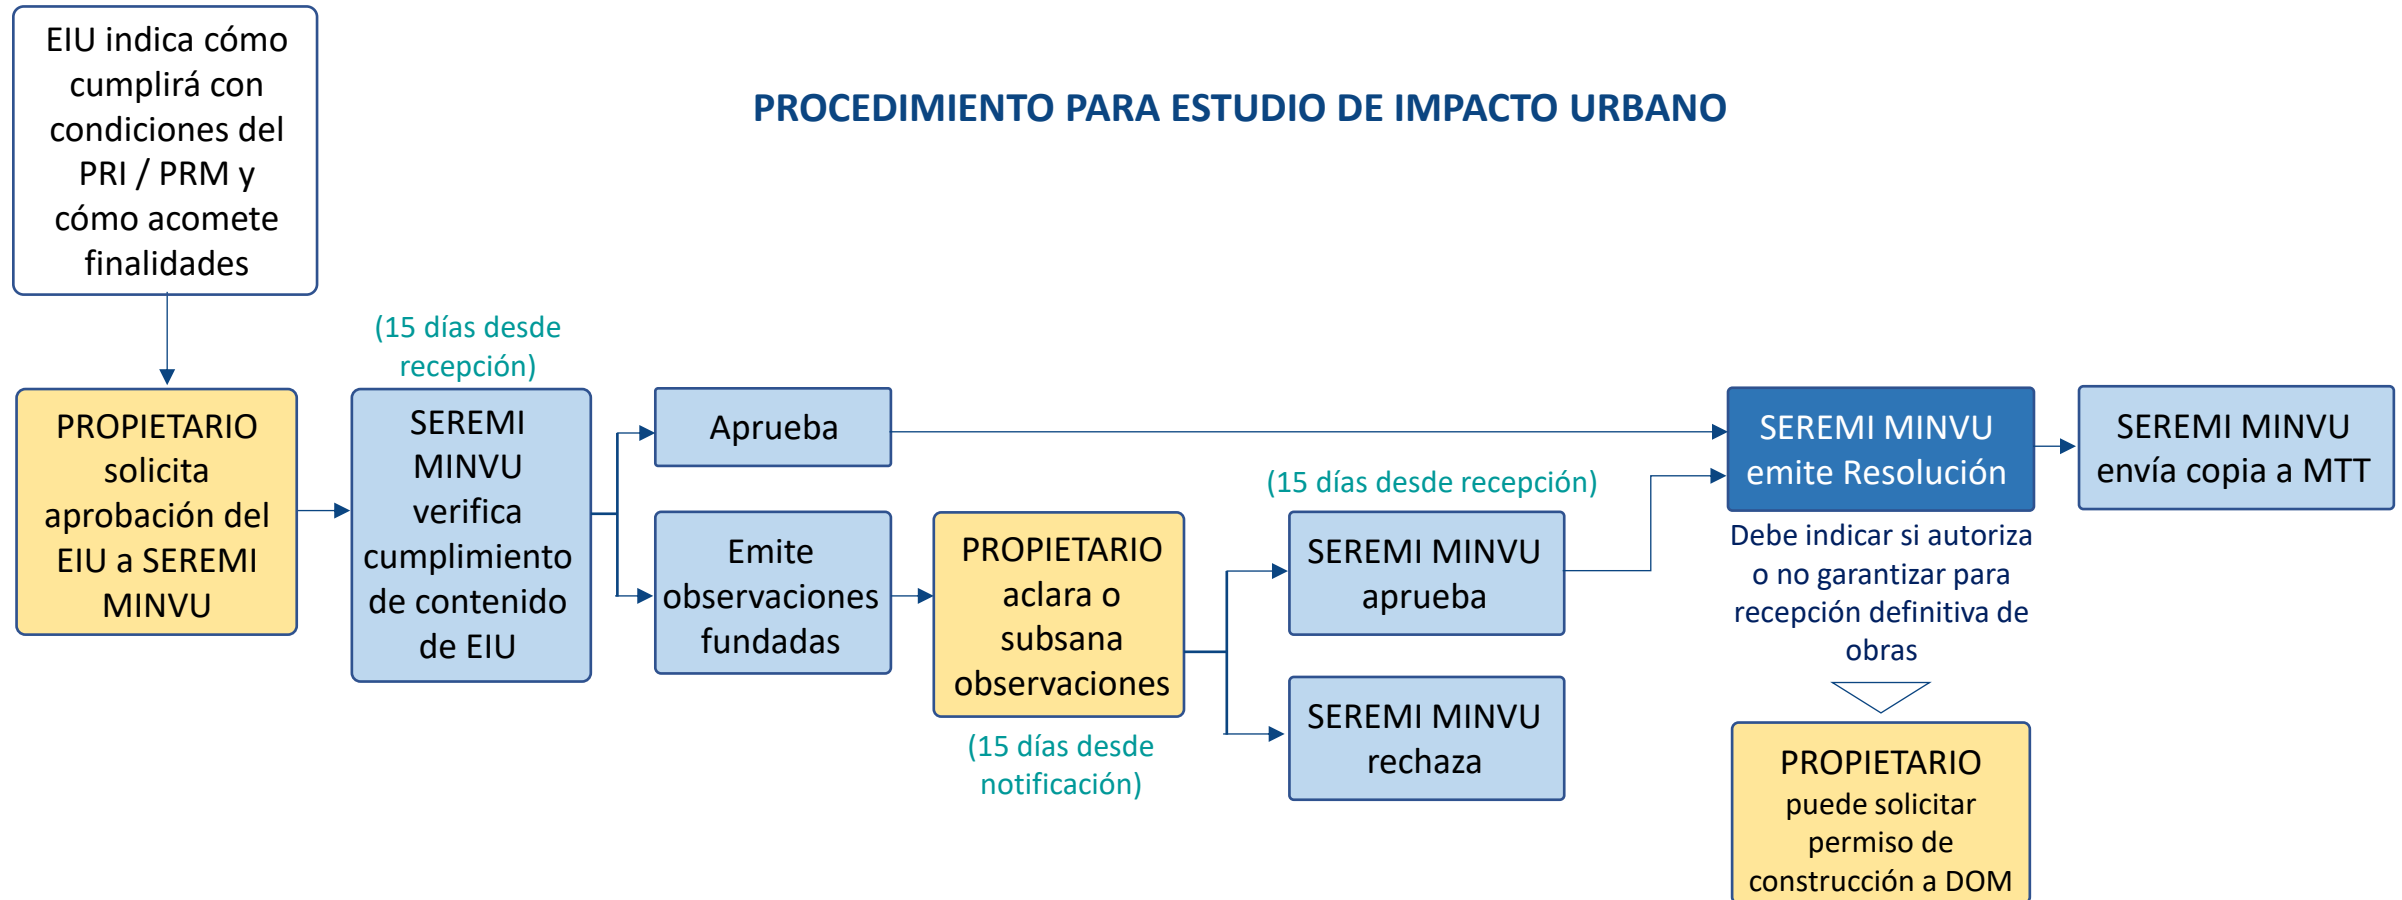 EIU indica cómo
cumplirá con
condiciones del
PRI / PRM y
cómo acomete
finalidades
PROCEDIMIENTO PARA ESTUDIO DE IMPACTO URBANO
PROPIETARIO
solicita
aprobación del
EIU a SEREMI
MINVU
(15 días desde
recepción)
SEREMI
MINVU
verifica
cumplimiento
de contenido
de EIU
Aprueba
Emite
observaciones
fundadas
PROPIETARIO
aclara o
subsana
observaciones
(15 días desde
notificación)
(15 días desde recepción)
SEREMI MINVU
aprueba
SEREMI MINVU
rechaza
SEREMI MINVU
emite Resolución
Debe indicar si autoriza
o no garantizar para
recepción definitiva de
obras
PROPIETARIO
puede solicitar
permiso de
construcción a DOM
SEREMI MINVU
envía copia a MTT